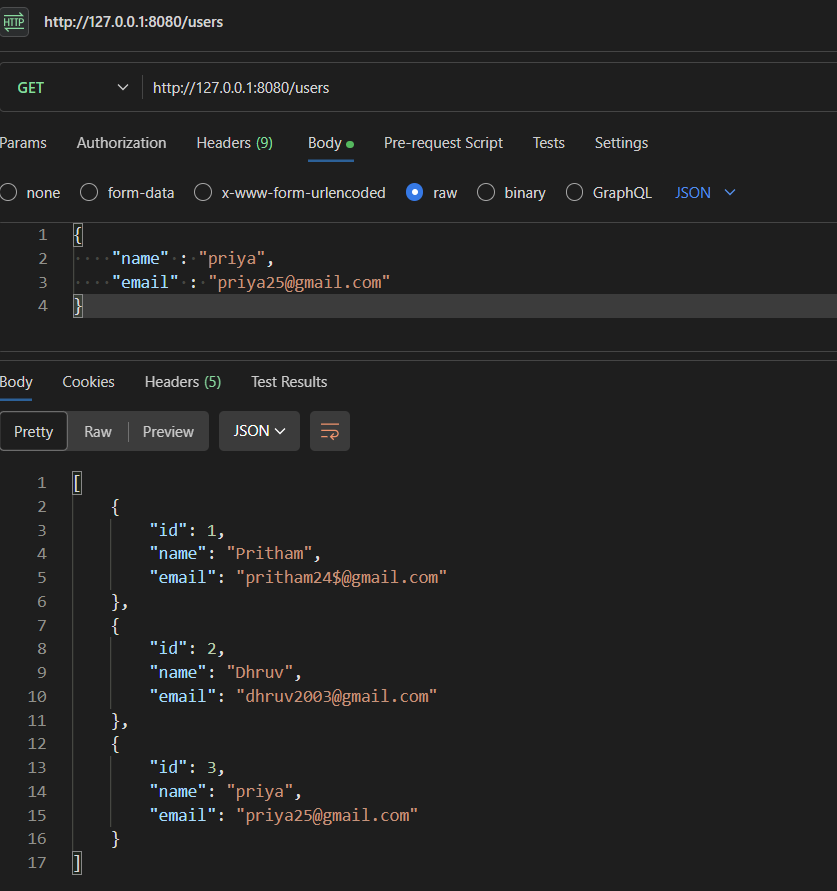 HTTP http://127.0.0.1:8080/users
GET http://127.0.0.1:8080/users
Params Authorization Headers (9) Body Pre-request Script Tests Settings
none form-data x-www-form-urlencoded raw binary GraphQL JSON
1 {
2 "name" : "priya",
3 "email" : "priya25@gmail.com"
4 }
Body Cookies Headers (5) Test Results
Pretty Raw Preview JSON
1 [
2 {
3 "id": 1,
4 "name": "Pritham",
5 "email": "pritham24$@gmail.com"
6 },
7 {
8 "id": 2,
9 "name": "Dhruv",
10 "email": "dhruv2003@gmail.com"
11 },
12 {
13 "id": 3,
14 "name": "priya",
15 "email": "priya25@gmail.com"
16 }
17 ]